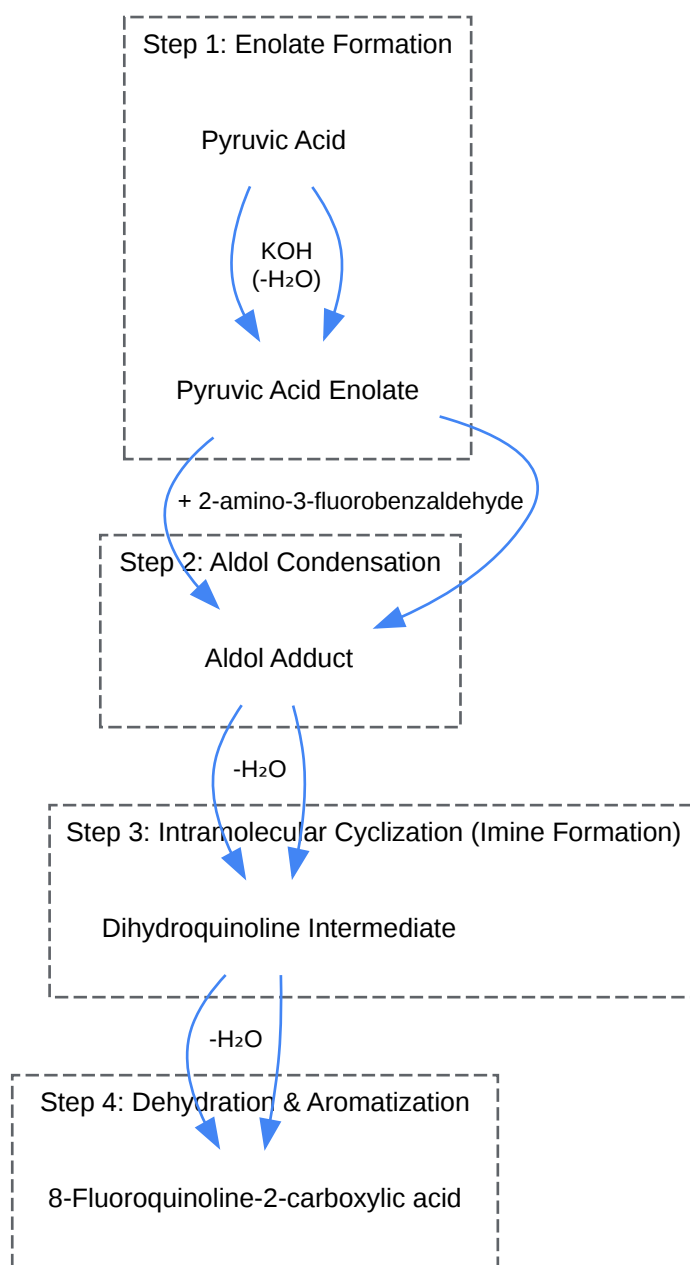 Step 1: Enolate Formation
Pyruvic Acid
KOH
(-H₂O)
Pyruvic Acid Enolate
+ 2-amino-3-fluorobenzaldehyde
Step 2: Aldol Condensation
Aldol Adduct
-H₂O
Step 3: Intramolecular Cyclization (Imine Formation)
Dihydroquinoline Intermediate
-H₂O
Step 4: Dehydration & Aromatization
8-Fluoroquinoline-2-carboxylic acid